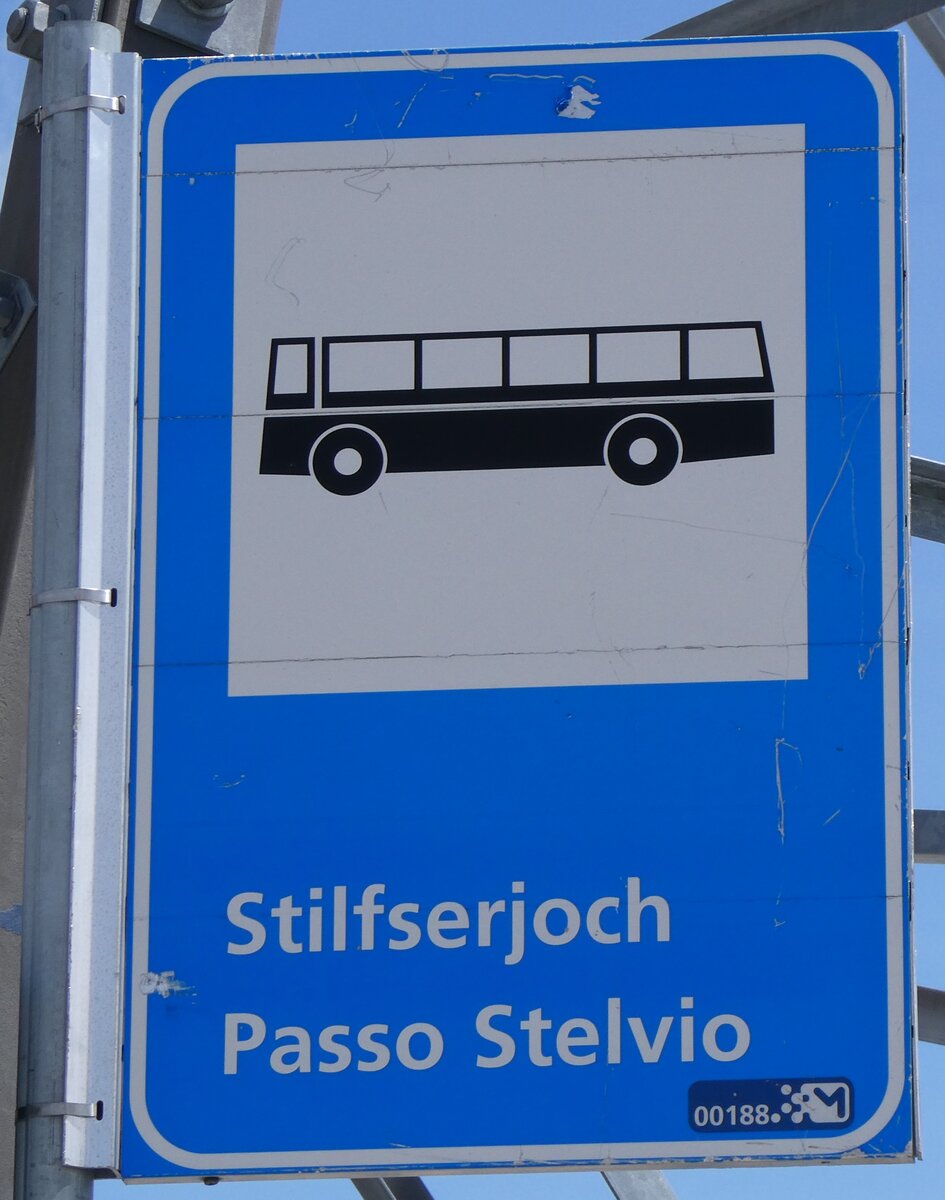 Stilfserjoch
Passo Stelvio
00188